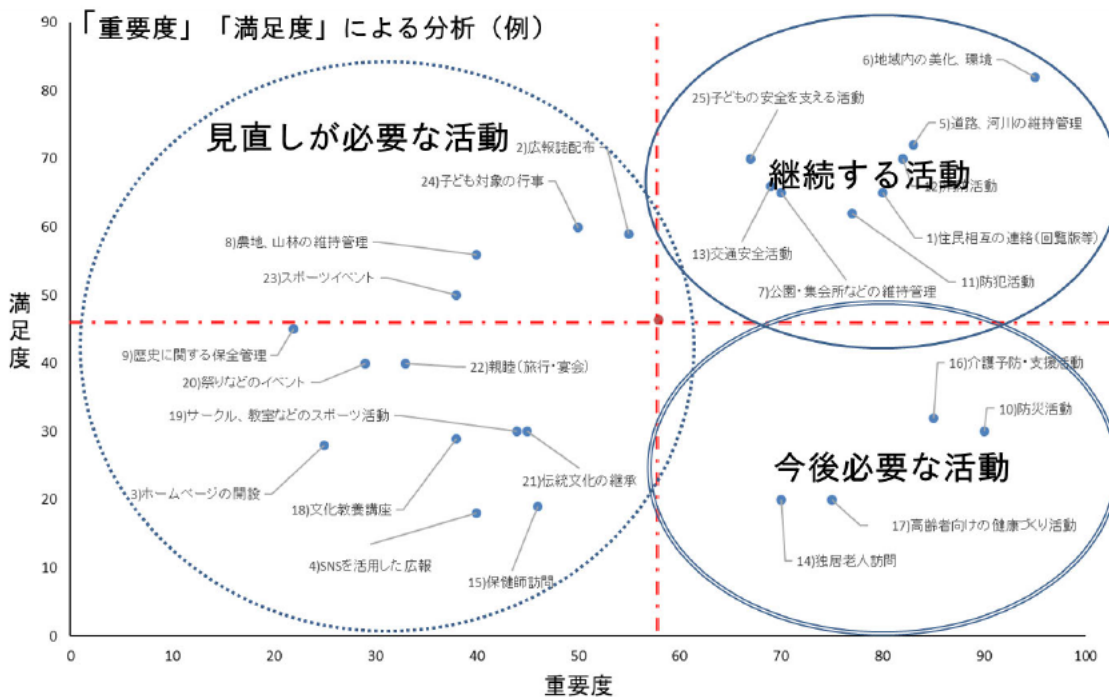 「重要度」「満足度」による分析（例）
90
80
70
60
50
40
30
20
10
0
満足度
見直しが必要な活動
2)広報誌配布
24)子ども対象の行事
8)農地、山林の維持管理
23)スポーツイベント
9)歴史に関する保全管理
20)祭りなどのイベント
22)親睦(旅行・宴会)
19)サークル、教室などのスポーツ活動
3)ホームページの開設
18)文化教養講座
21)伝統文化の継承
4)SNSを活用した広報
15)保健師訪問
6)地域内の美化、環境
25)子どもの安全を支える活動
5)道路、河川の維持管理
継続する活動
活動
1)住民相互の連絡(回覧版等)
13)交通安全活動
11)防犯活動
7)公園・集会所などの維持管理
16)介護予防・支援活動
10)防災活動
今後必要な活動
17)高齢者向けの健康づくり活動
14)独居老人訪問
0 10 20 30 40 50 60 70 80 90 100
重要度